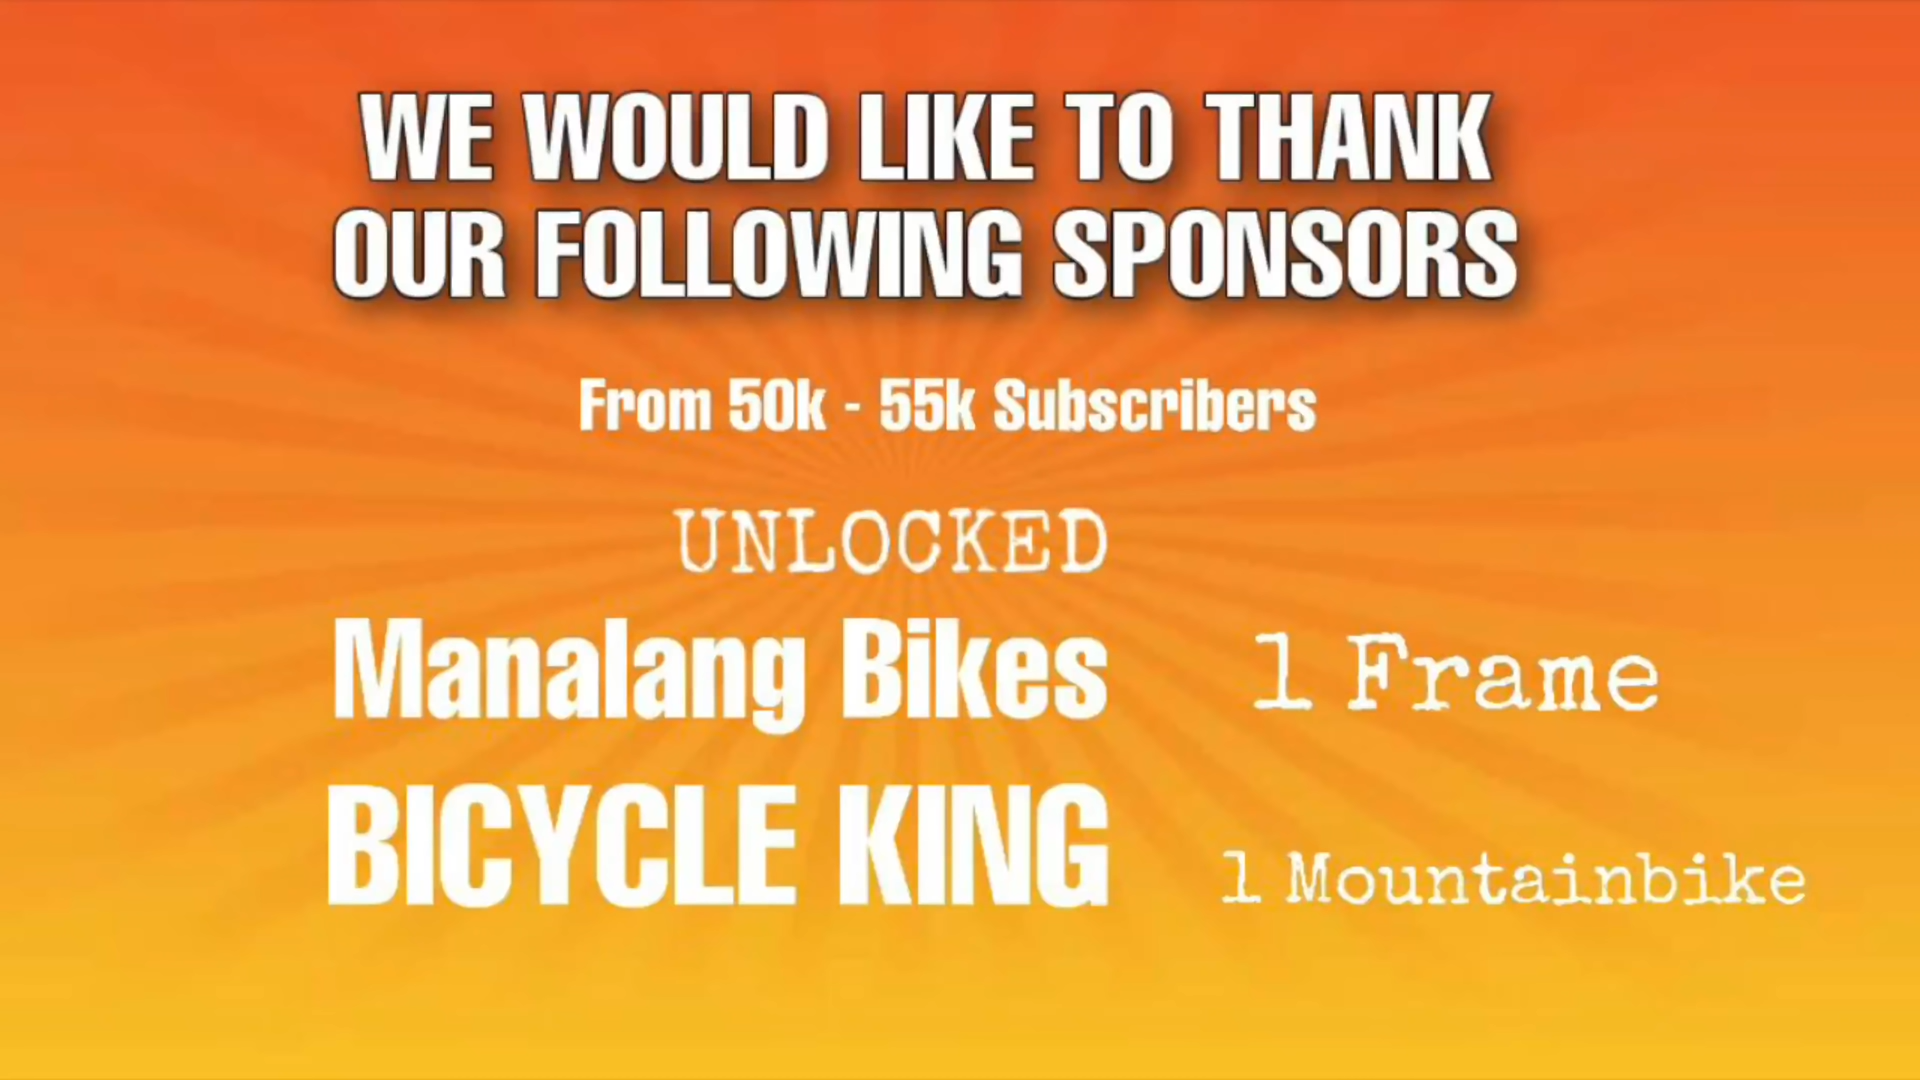 WE WOULD LIKE TO THANK
OUR FOLLOWING SPONSORS
From 50k - 55k Subscribers
UNLOCKED
Manalang Bikes 1 Frame
BICYCLE KING 1 Mountainbike